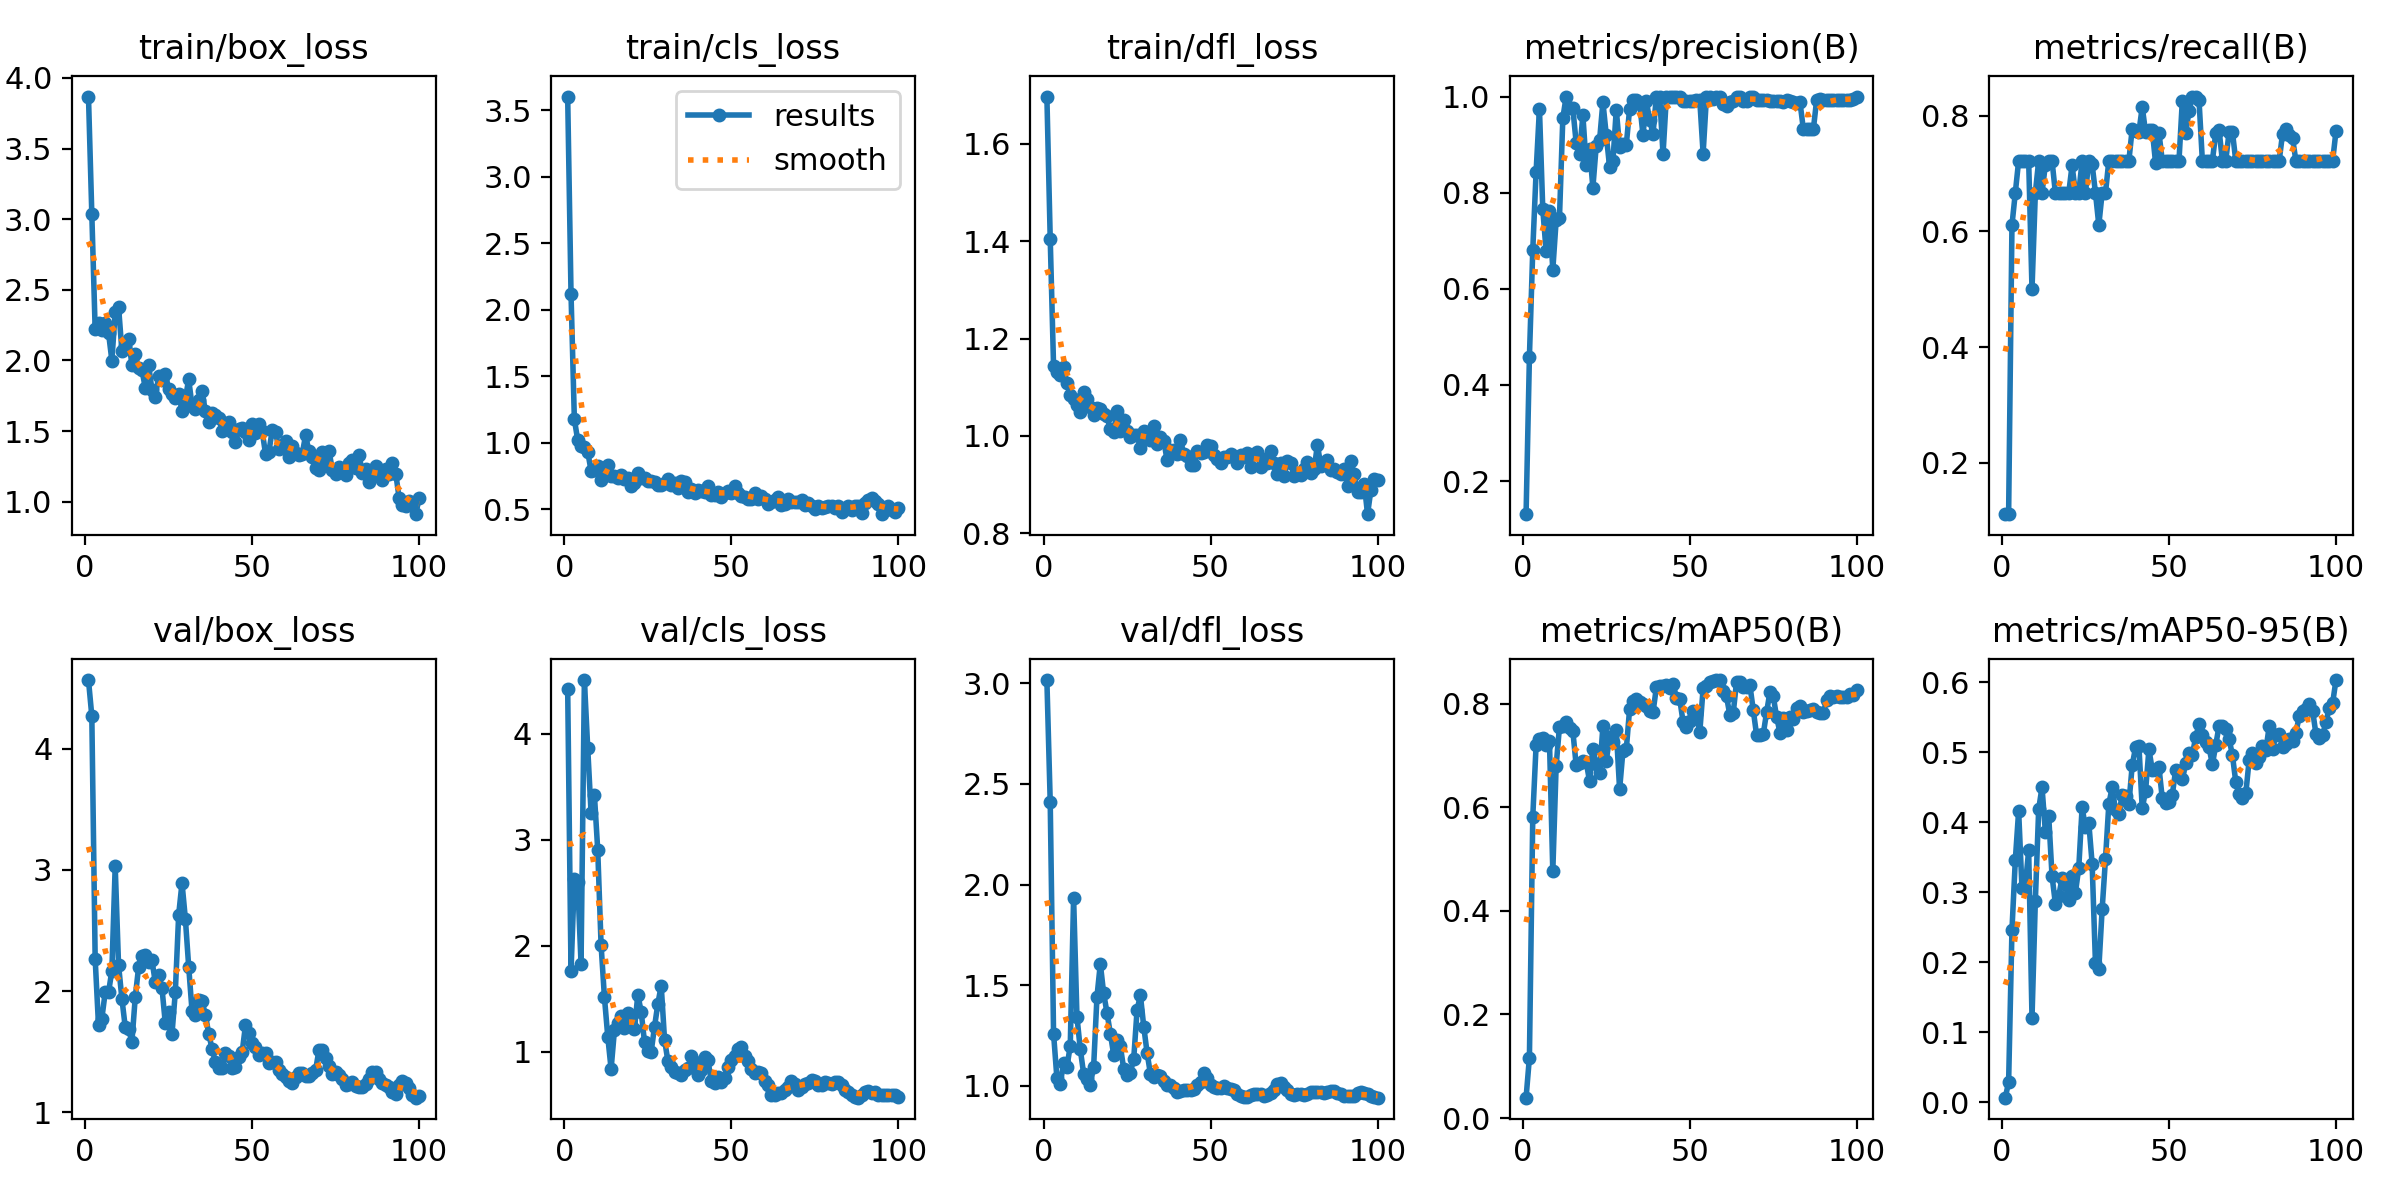 train/box_loss
4.0
3.5
3.0
2.5
2.0
1.5
1.0
0 50 100
train/cls_loss
results
smooth
3.5
3.0
2.5
2.0
1.5
1.0
0.5
0 50 100
train/dfl_loss
1.6
1.4
1.2
1.0
0.8
0 50 100
metrics/precision(B)
1.0
0.8
0.6
0.4
0.2
0 50 100
metrics/recall(B)
0.8
0.6
0.4
0.2
0 50 100
val/box_loss
4
3
2
1
0 50 100
val/cls_loss
4
3
2
1
0 50 100
val/dfl_loss
3.0
2.5
2.0
1.5
1.0
0 50 100
metrics/mAP50(B)
0.8
0.6
0.4
0.2
0.0
0 50 100
metrics/mAP50-95(B)
0.6
0.5
0.4
0.3
0.2
0.1
0.0
0 50 100